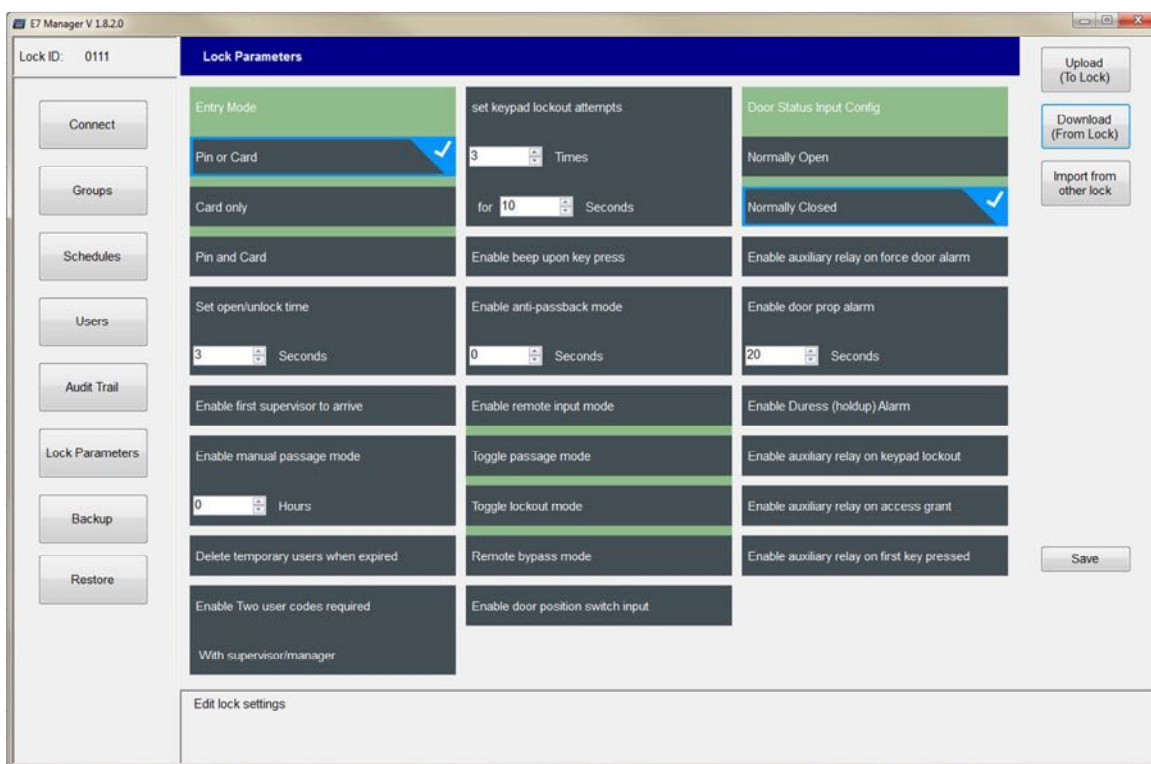 E7 Manager V 1.8.2.0
Lock ID: 0111
Connect
Groups
Schedules
Users
Audit Trail
Lock Parameters
Backup
Restore
Lock Parameters
Entry Mode
Pin or Card
Card only
Pin and Card
Set open/unlock time
3 Seconds
Enable first supervisor to arrive
Enable manual passage mode
0 Hours
Delete temporary users when expired
Enable Two user codes required
With supervisor/manager
set keypad lockout attempts
3 Times
for 10 Seconds
Enable beep upon key press
Enable anti-passback mode
0 Seconds
Enable remote input mode
Toggle passage mode
Toggle lockout mode
Remote bypass mode
Enable door position switch input
Door Status Input Config
Normally Open
Normally Closed
Enable auxiliary relay on force door alarm
Enable door prop alarm
20 Seconds
Enable Duress (holdup) Alarm
Enable auxiliary relay on keypad lockout
Enable auxiliary relay on access grant
Enable auxiliary relay on first key pressed
Upload
(To Lock)
Download
(From Lock)
Import from
other lock
Save
Edit lock settings